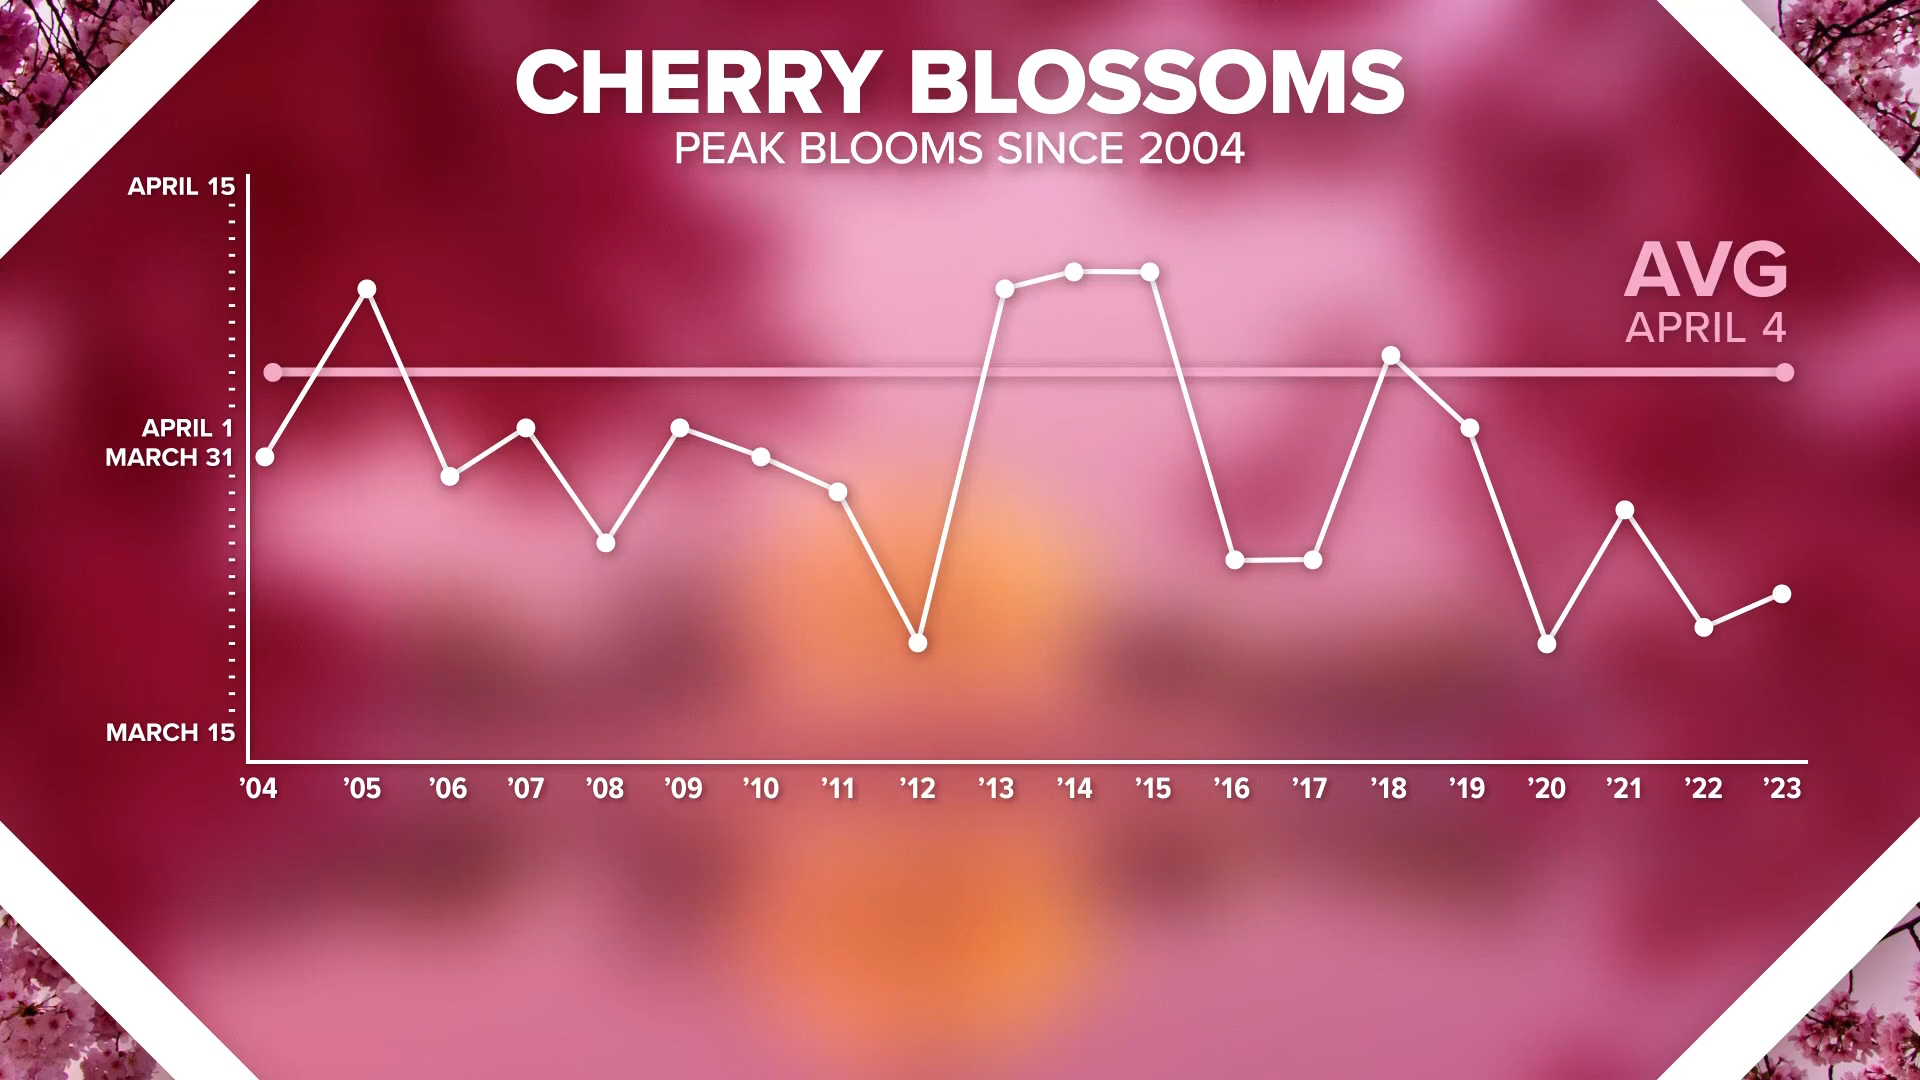 CHERRY BLOSSOMS
PEAK BLOOMS SINCE 2004
APRIL 15
AVG
APRIL 4
APRIL 1
MARCH 31
MARCH 15
’04 ’05 ’06 ’07 ’08 ’09 ’10 ’11 ’12 ’13 ’14 ’15 ’16 ’17 ’18 ’19 ’20 ’21 ’22 ’23